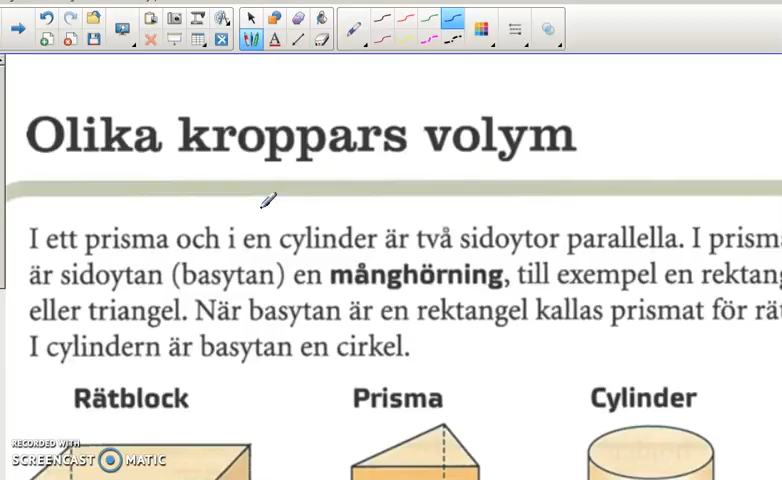 Olika kroppars volym
I ett prisma och i en cylinder är två sidoytor parallella. I prism
är sidoytan (basytan) en månghörning, till exempel en rektang
eller triangel. När basytan är en rektangel kallas prismat för rät
I cylindern är basytan en cirkel.
Rätblock Prisma Cylinder
RECORDED WITH
SCREENCAST MATIC